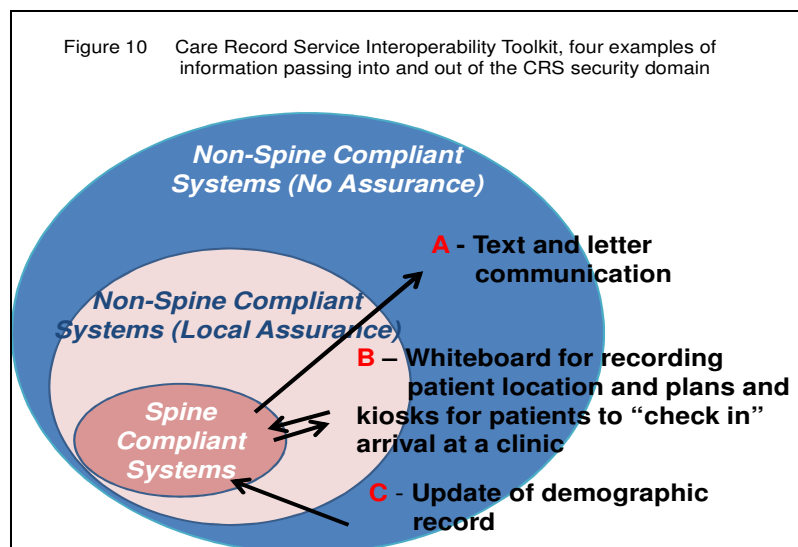 Figure 10 Care Record Service Interoperability Toolkit, four examples of
information passing into and out of the CRS security domain
Non-Spine Compliant
Systems (No Assurance)
A - Text and letter
communication
Non-Spine Compliant
Systems (Local Assurance)
B – Whiteboard for recording
patient location and plans and
kiosks for patients to “check in”
arrival at a clinic
Spine
Compliant
Systems
C - Update of demographic
record